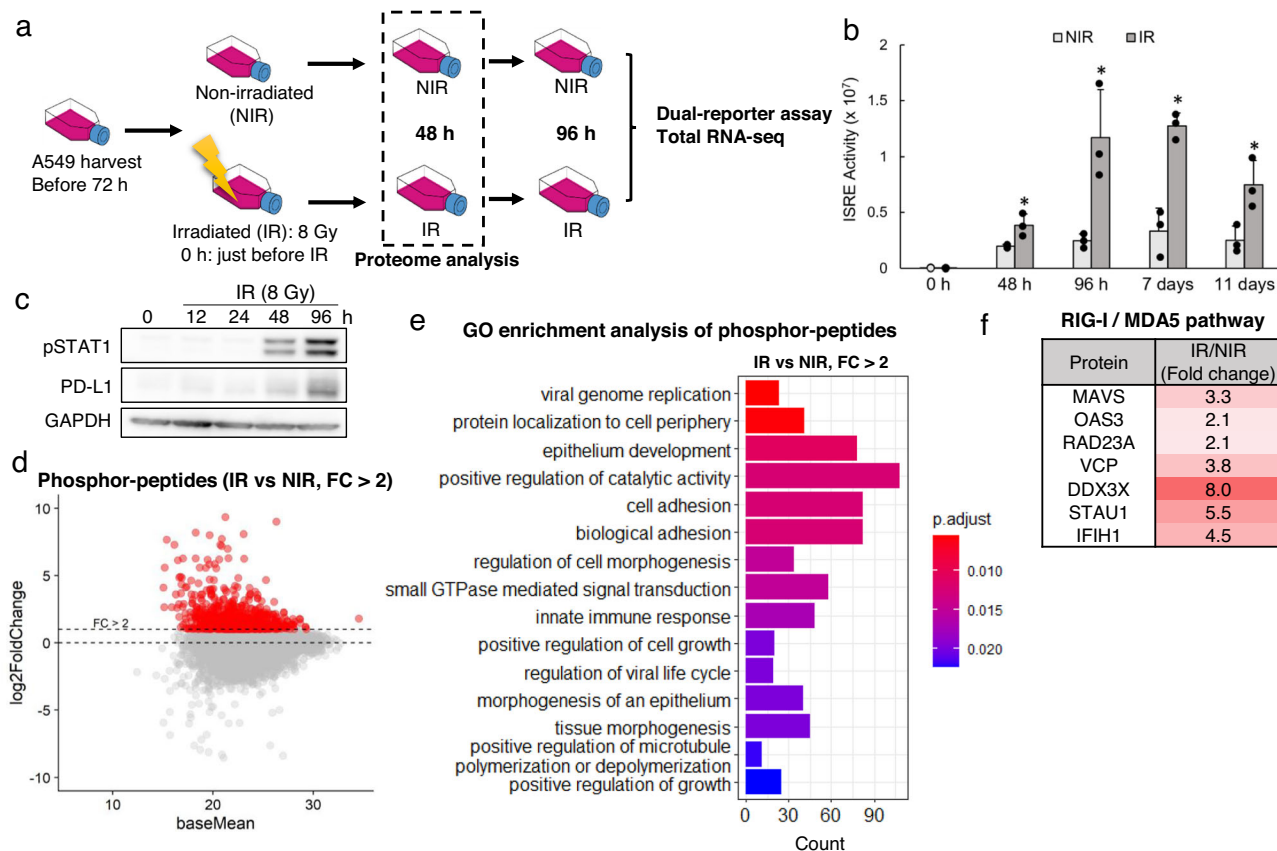 a
Non-irradiated
(NIR)
A549 harvest
Before 72 h
Irradiated (IR): 8 Gy
0 h: just before IR
NIR
48 h
IR
Proteome analysis
NIR
96 h
IR
Dual-reporter assay
Total RNA-seq
b
NIR IR
ISRE Activity (x 10⁷)
2
1.5
1
0.5
0
* * * *
0 h 48 h 96 h 7 days 11 days
c
IR (8 Gy)
0 12 24 48 96 h
pSTAT1
PD-L1
GAPDH
d
Phosphor-peptides (IR vs NIR, FC > 2)
log2FoldChange
10
5
0
-5
-10
FC > 2
10 20 30
baseMean
e
GO enrichment analysis of phosphor-peptides
IR vs NIR, FC > 2
viral genome replication
protein localization to cell periphery
epithelium development
positive regulation of catalytic activity
cell adhesion
biological adhesion
regulation of cell morphogenesis
small GTPase mediated signal transduction
innate immune response
positive regulation of cell growth
regulation of viral life cycle
morphogenesis of an epithelium
tissue morphogenesis
positive regulation of microtubule
polymerization or depolymerization
positive regulation of growth
0 30 60 90
Count
p.adjust
0.010
0.015
0.020
f
RIG-I / MDA5 pathway
Protein IR/NIR
(Fold change)
MAVS 3.3
OAS3 2.1
RAD23A 2.1
VCP 3.8
DDX3X 8.0
STAU1 5.5
IFIH1 4.5